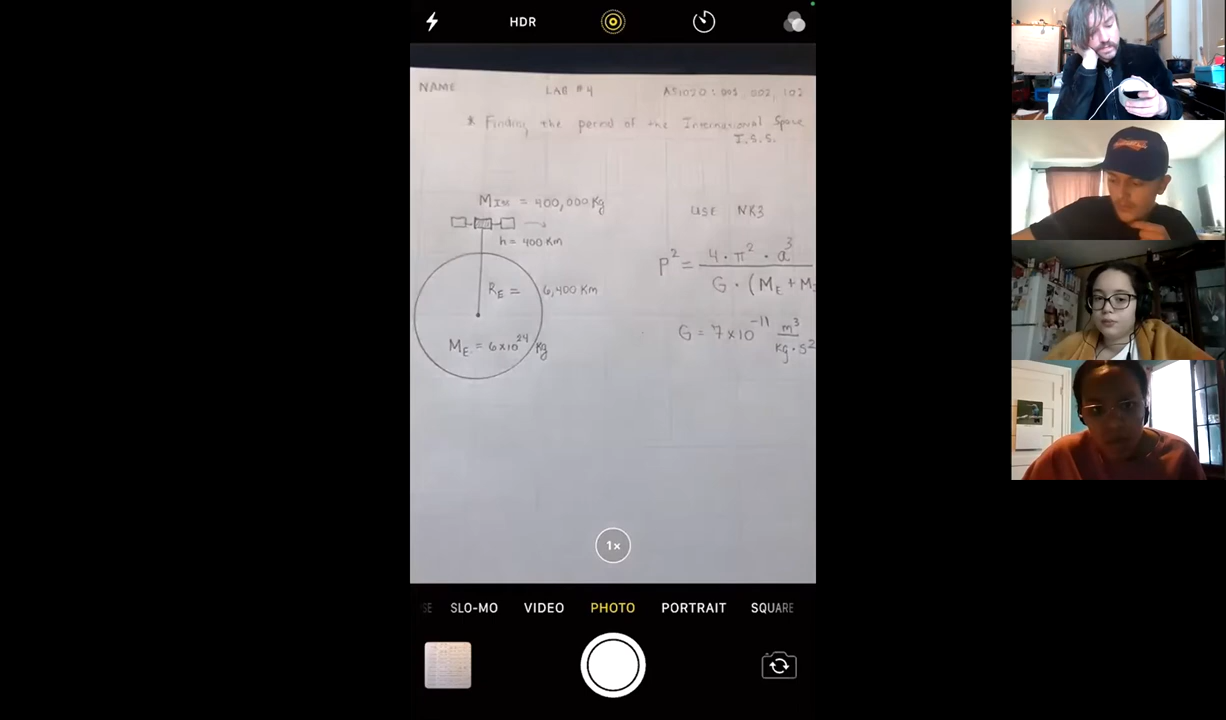 HDR
NAME LAB #4 AS1020: 001, 002, 102
* Finding the period of the International Space
I.S.S.
M = 400,000 Kg
USE NK3
h = 400 Km
P² = 4 · π² · a³ / G · (M_E + M
R_E = 6,400 Km
G = 7 x 10⁻¹¹ m³ / Kg · s²
M_E = 6 x 10²⁴ Kg
1x
SLO-MO VIDEO PHOTO PORTRAIT SQUARE